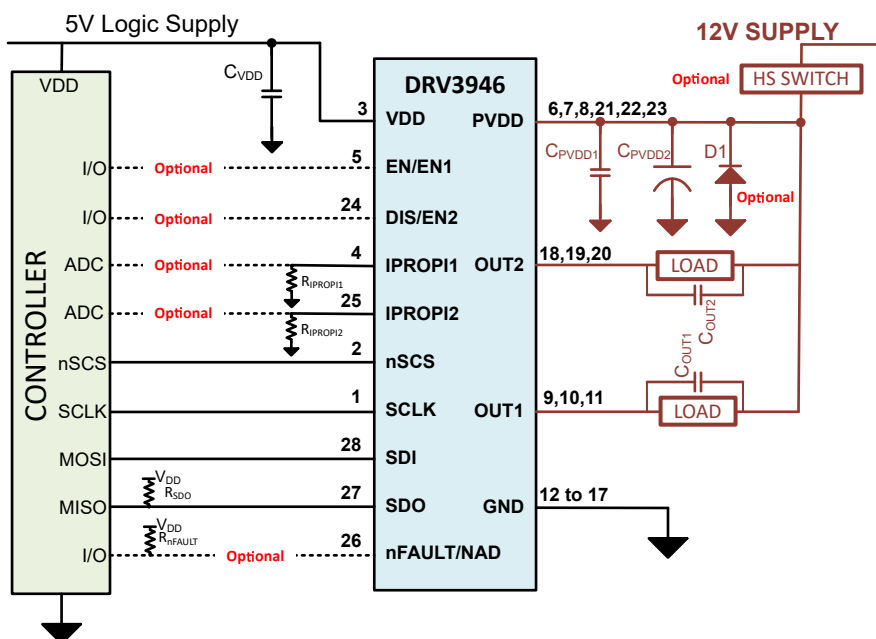 5V Logic Supply
12V SUPPLY
VDD
CVDD
DRV3946
Optional
HS SWITCH
3
VDD
PVDD
6,7,8,21,22,23
I/O
Optional
5
EN/EN1
CPVDD1
CPVDD2
D1
Optional
I/O
Optional
24
DIS/EN2
CONTROLLER
ADC
Optional
4
IPROPI1
OUT2
18,19,20
LOAD
RIPROPI1
COUT2
ADC
Optional
25
IPROPI2
RIPROPI2
nSCS
2
nSCS
COUT1
SCLK
1
SCLK
OUT1
9,10,11
LOAD
MOSI
28
SDI
VDD
RSDO
MISO
27
SDO
GND
12 to 17
VDD
RnFAULT
I/O
Optional
26
nFAULT/NAD